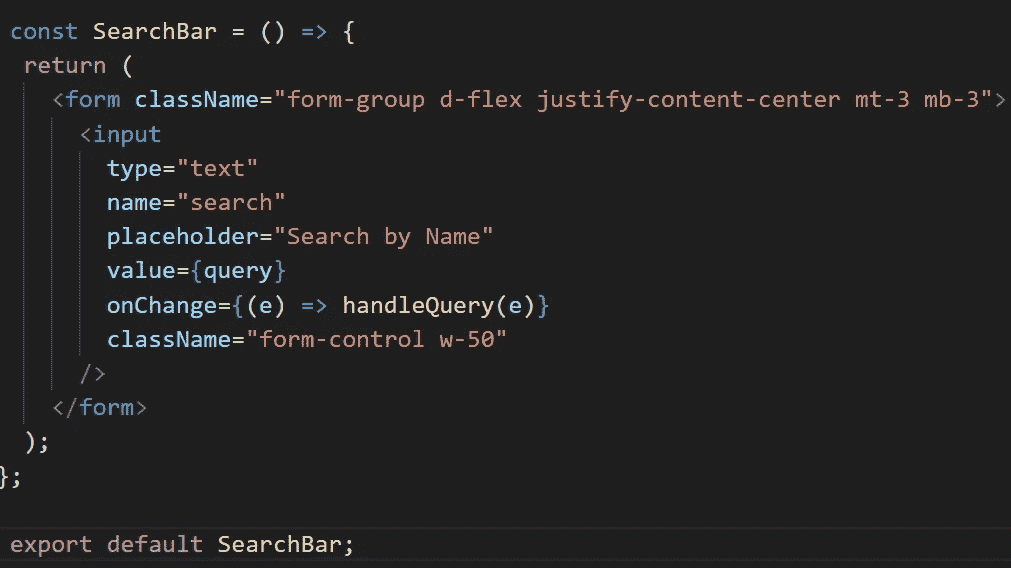 const SearchBar = () => {
return (
<form className="form-group d-flex justify-content-center mt-3 mb-3">
<input
type="text"
name="search"
placeholder="Search by Name"
value={query}
onChange={(e) => handleQuery(e)}
className="form-control w-50"
/>
</form>
);
};
export default SearchBar;